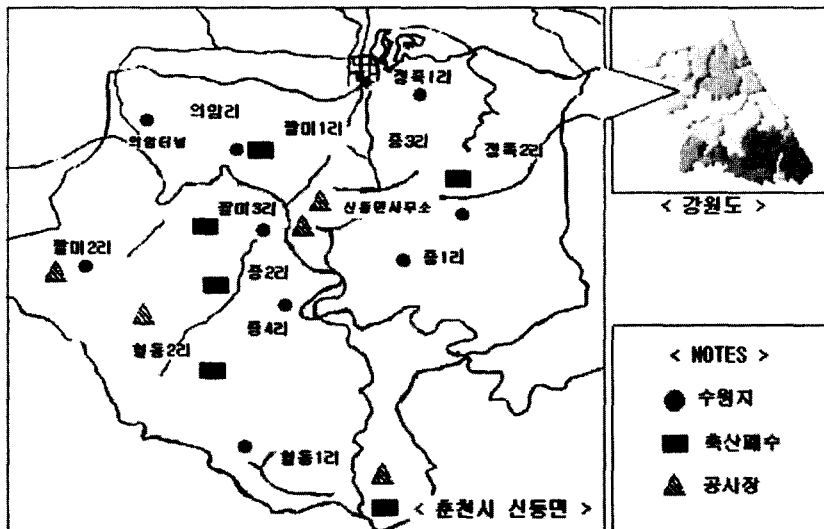 정족1리
의암리
팔미1리
의암터널
증3리
정족2리
신동면사무소
< 강원도 >
팔미3리
팔미2리
증1리
증2리
증4리
혈동2리
혈동1리
< 춘천시 신동면 >
< NOTES >
수원지
축산폐수
공사장